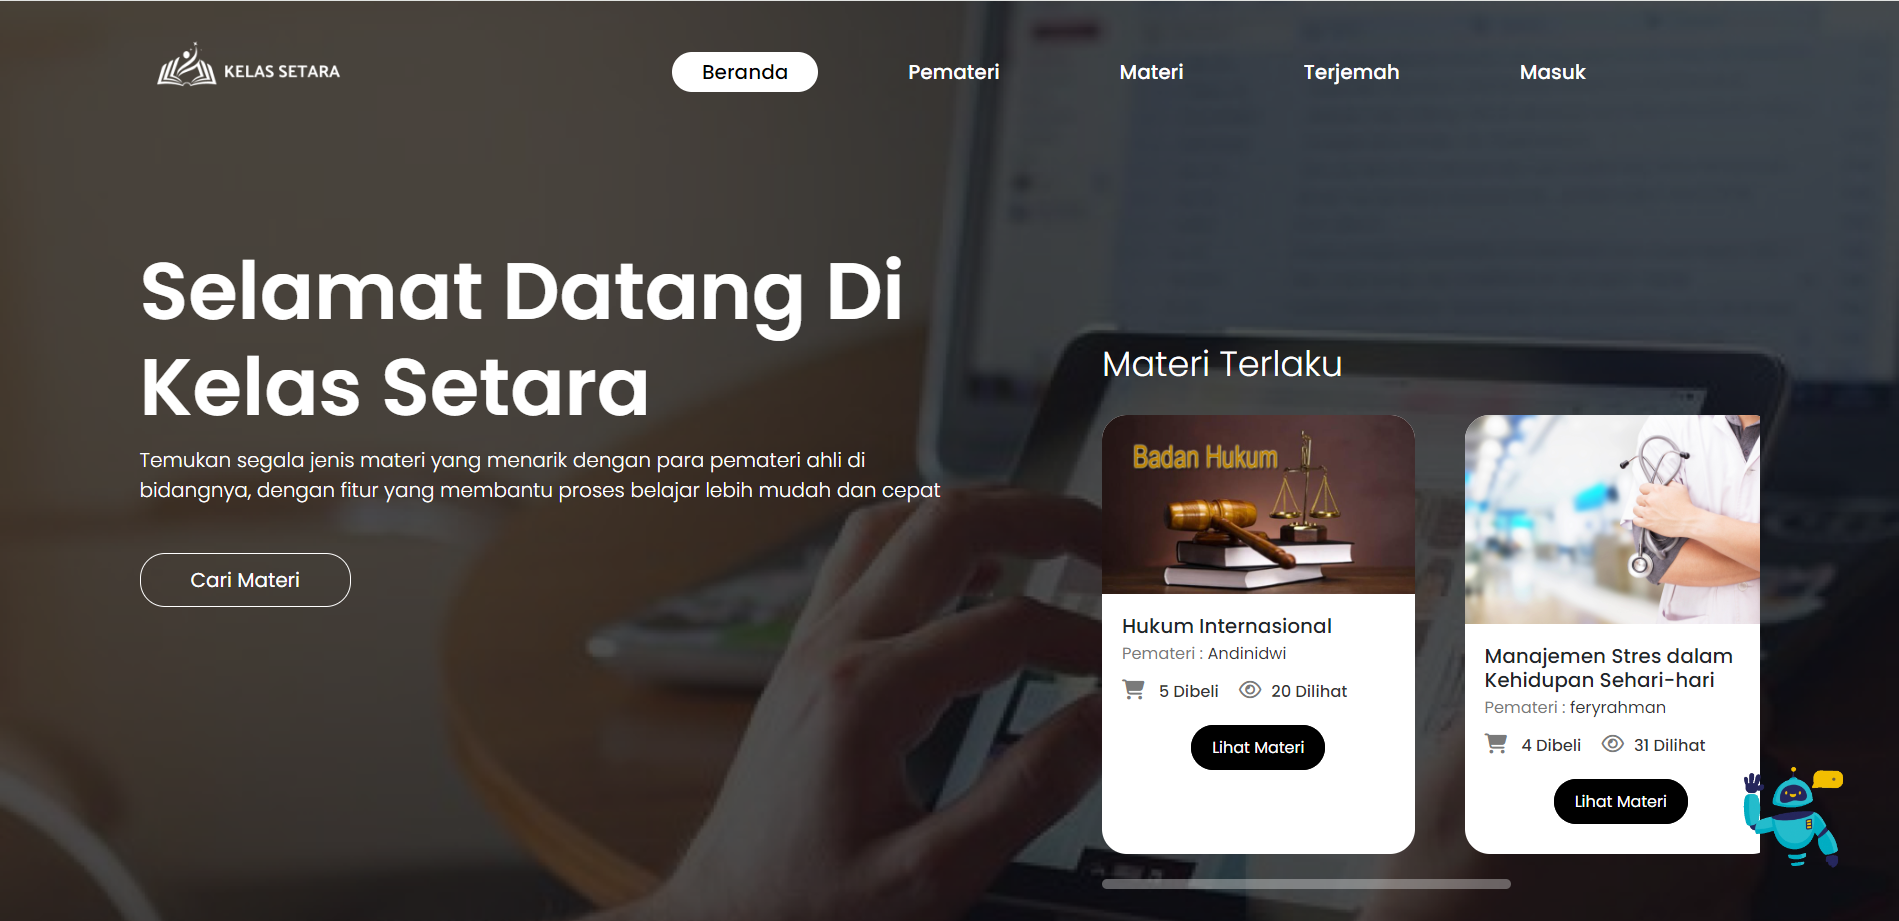 KELAS SETARA
Beranda
Pemateri
Materi
Terjemah
Masuk
Selamat Datang Di
Kelas Setara
Temukan segala jenis materi yang menarik dengan para pemateri ahli di
bidangnya, dengan fitur yang membantu proses belajar lebih mudah dan cepat
Cari Materi
Materi Terlaku
Badan Hukum
Hukum Internasional
Pemateri : Andinidwi
5 Dibeli
20 Dilihat
Lihat Materi
Manajemen Stres dalam
Kehidupan Sehari-hari
Pemateri : feryrahman
4 Dibeli
31 Dilihat
Lihat Materi